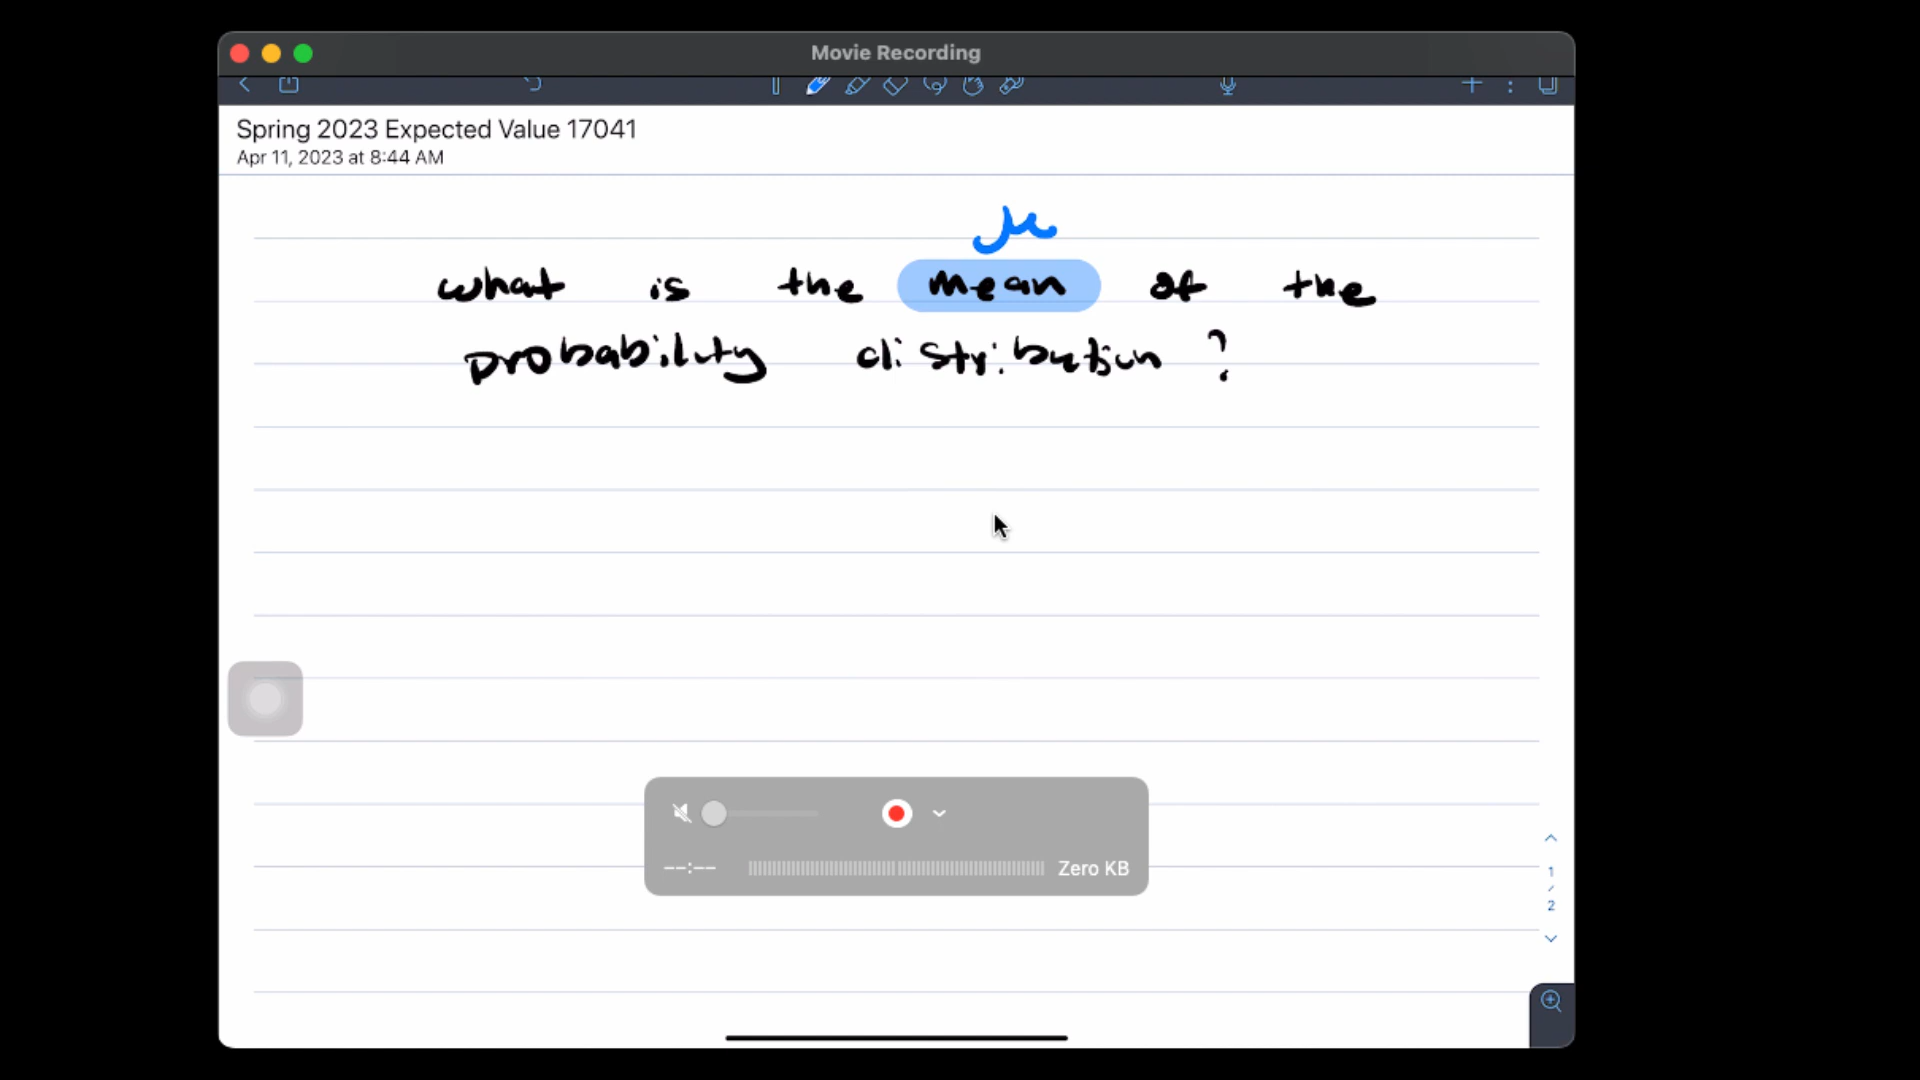 Movie Recording
Spring 2023 Expected Value 17041
Apr 11, 2023 at 8:44 AM
μ
what is the mean of the
probability distribution ?
--:-- Zero KB
1
/
2